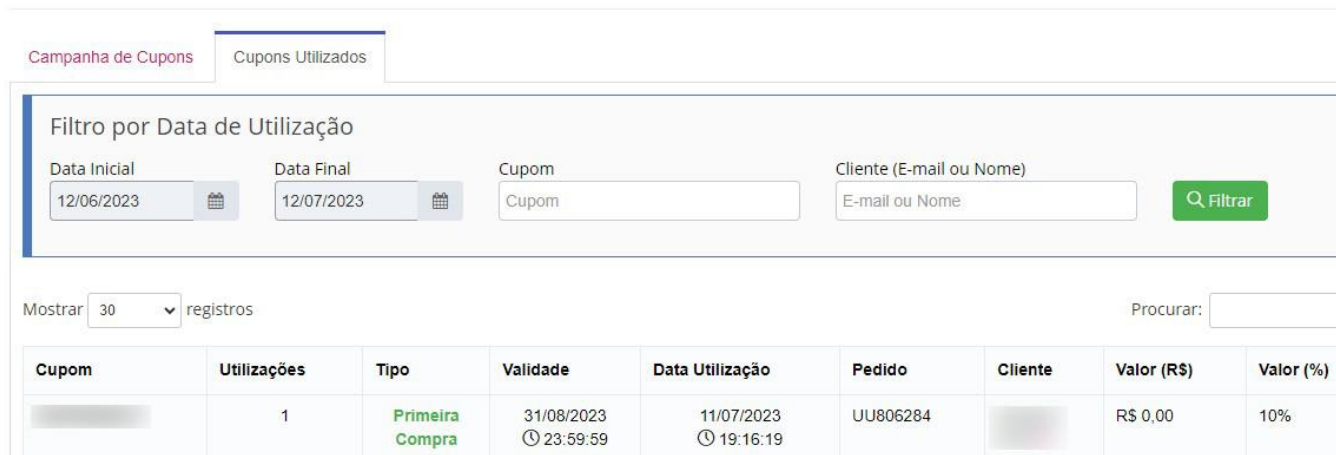 Campanha de Cupons Cupons Utilizados
Filtro por Data de Utilização
Data Inicial Data Final Cupom Cliente (E-mail ou Nome)
12/06/2023 12/07/2023 Cupom E-mail ou Nome Filtrar
Mostrar 30 registros Procurar:
Cupom Utilizações Tipo Validade Data Utilização Pedido Cliente Valor (R$) Valor (%)
1 Primeira 31/08/2023 11/07/2023 UU806284 R$ 0,00 10%
Compra 23:59:59 19:16:19